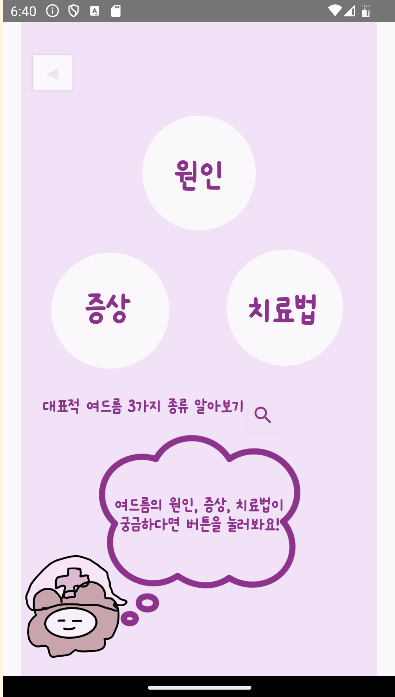 6:40
원인
증상
치료법
대표적 여드름 3가지 종류 알아보기
여드름의 원인, 증상, 치료법이
궁금하다면 버튼을 눌러봐요!